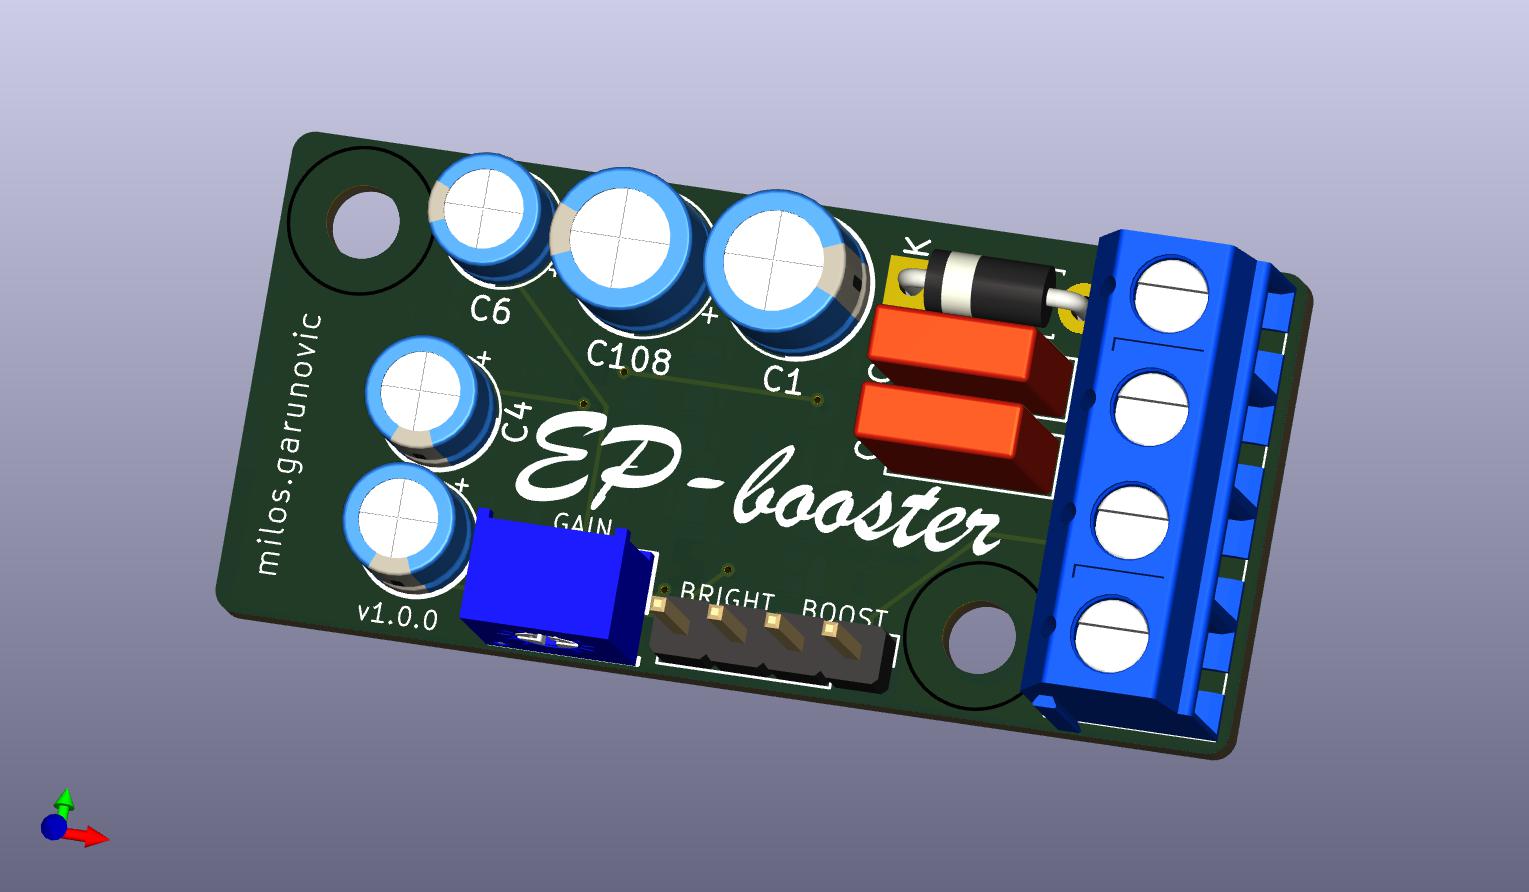 K
C6
C108
+
C1
milos.garunovic
+
C4
EP-booster
+
GAIN
BRIGHT BOOST
v1.0.0